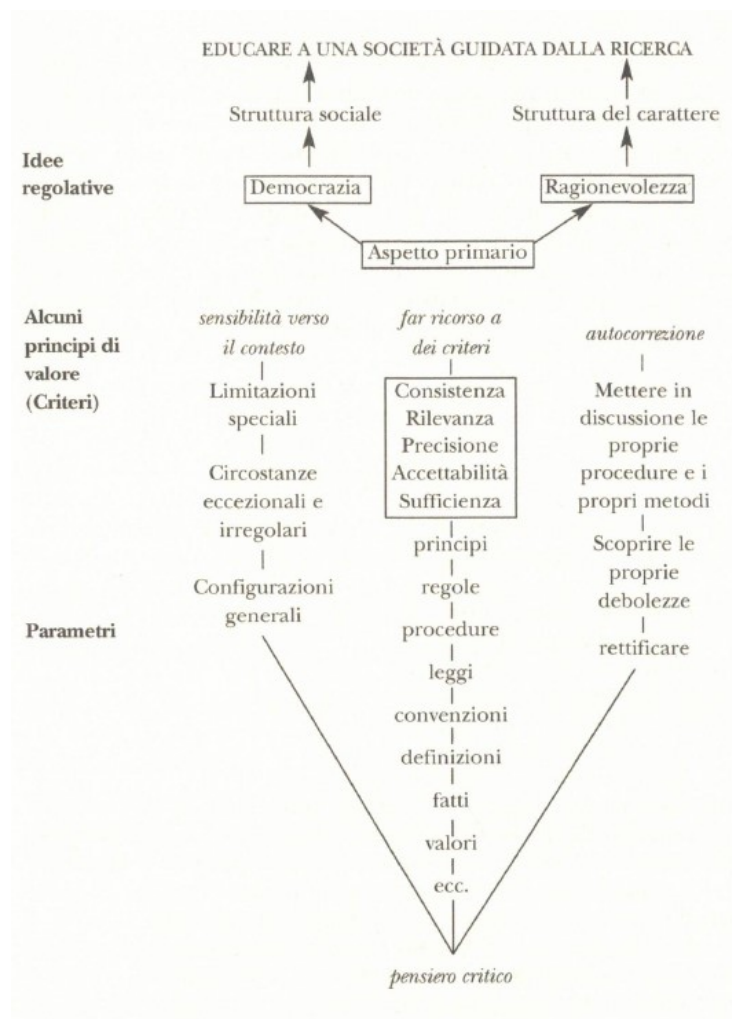 EDUCARE A UNA SOCIETÀ GUIDATA DALLA RICERCA
Struttura sociale
Struttura del carattere
Idee
regolative
Democrazia
Ragionevolezza
Aspetto primario
Alcuni
principi di
valore
(Criteri)
sensibilità verso
il contesto
Limitazioni
speciali
Circostanze
eccezionali e
irregolari
Configurazioni
generali
far ricorso a
dei criteri
Consistenza
Rilevanza
Precisione
Accettabilità
Sufficienza
principi
regole
procedure
leggi
convenzioni
definizioni
fatti
valori
ecc.
autocorrezione
Mettere in
discussione le
proprie
procedure e i
propri metodi
Scoprire le
proprie
debolezze
rettificare
Parametri
pensiero critico